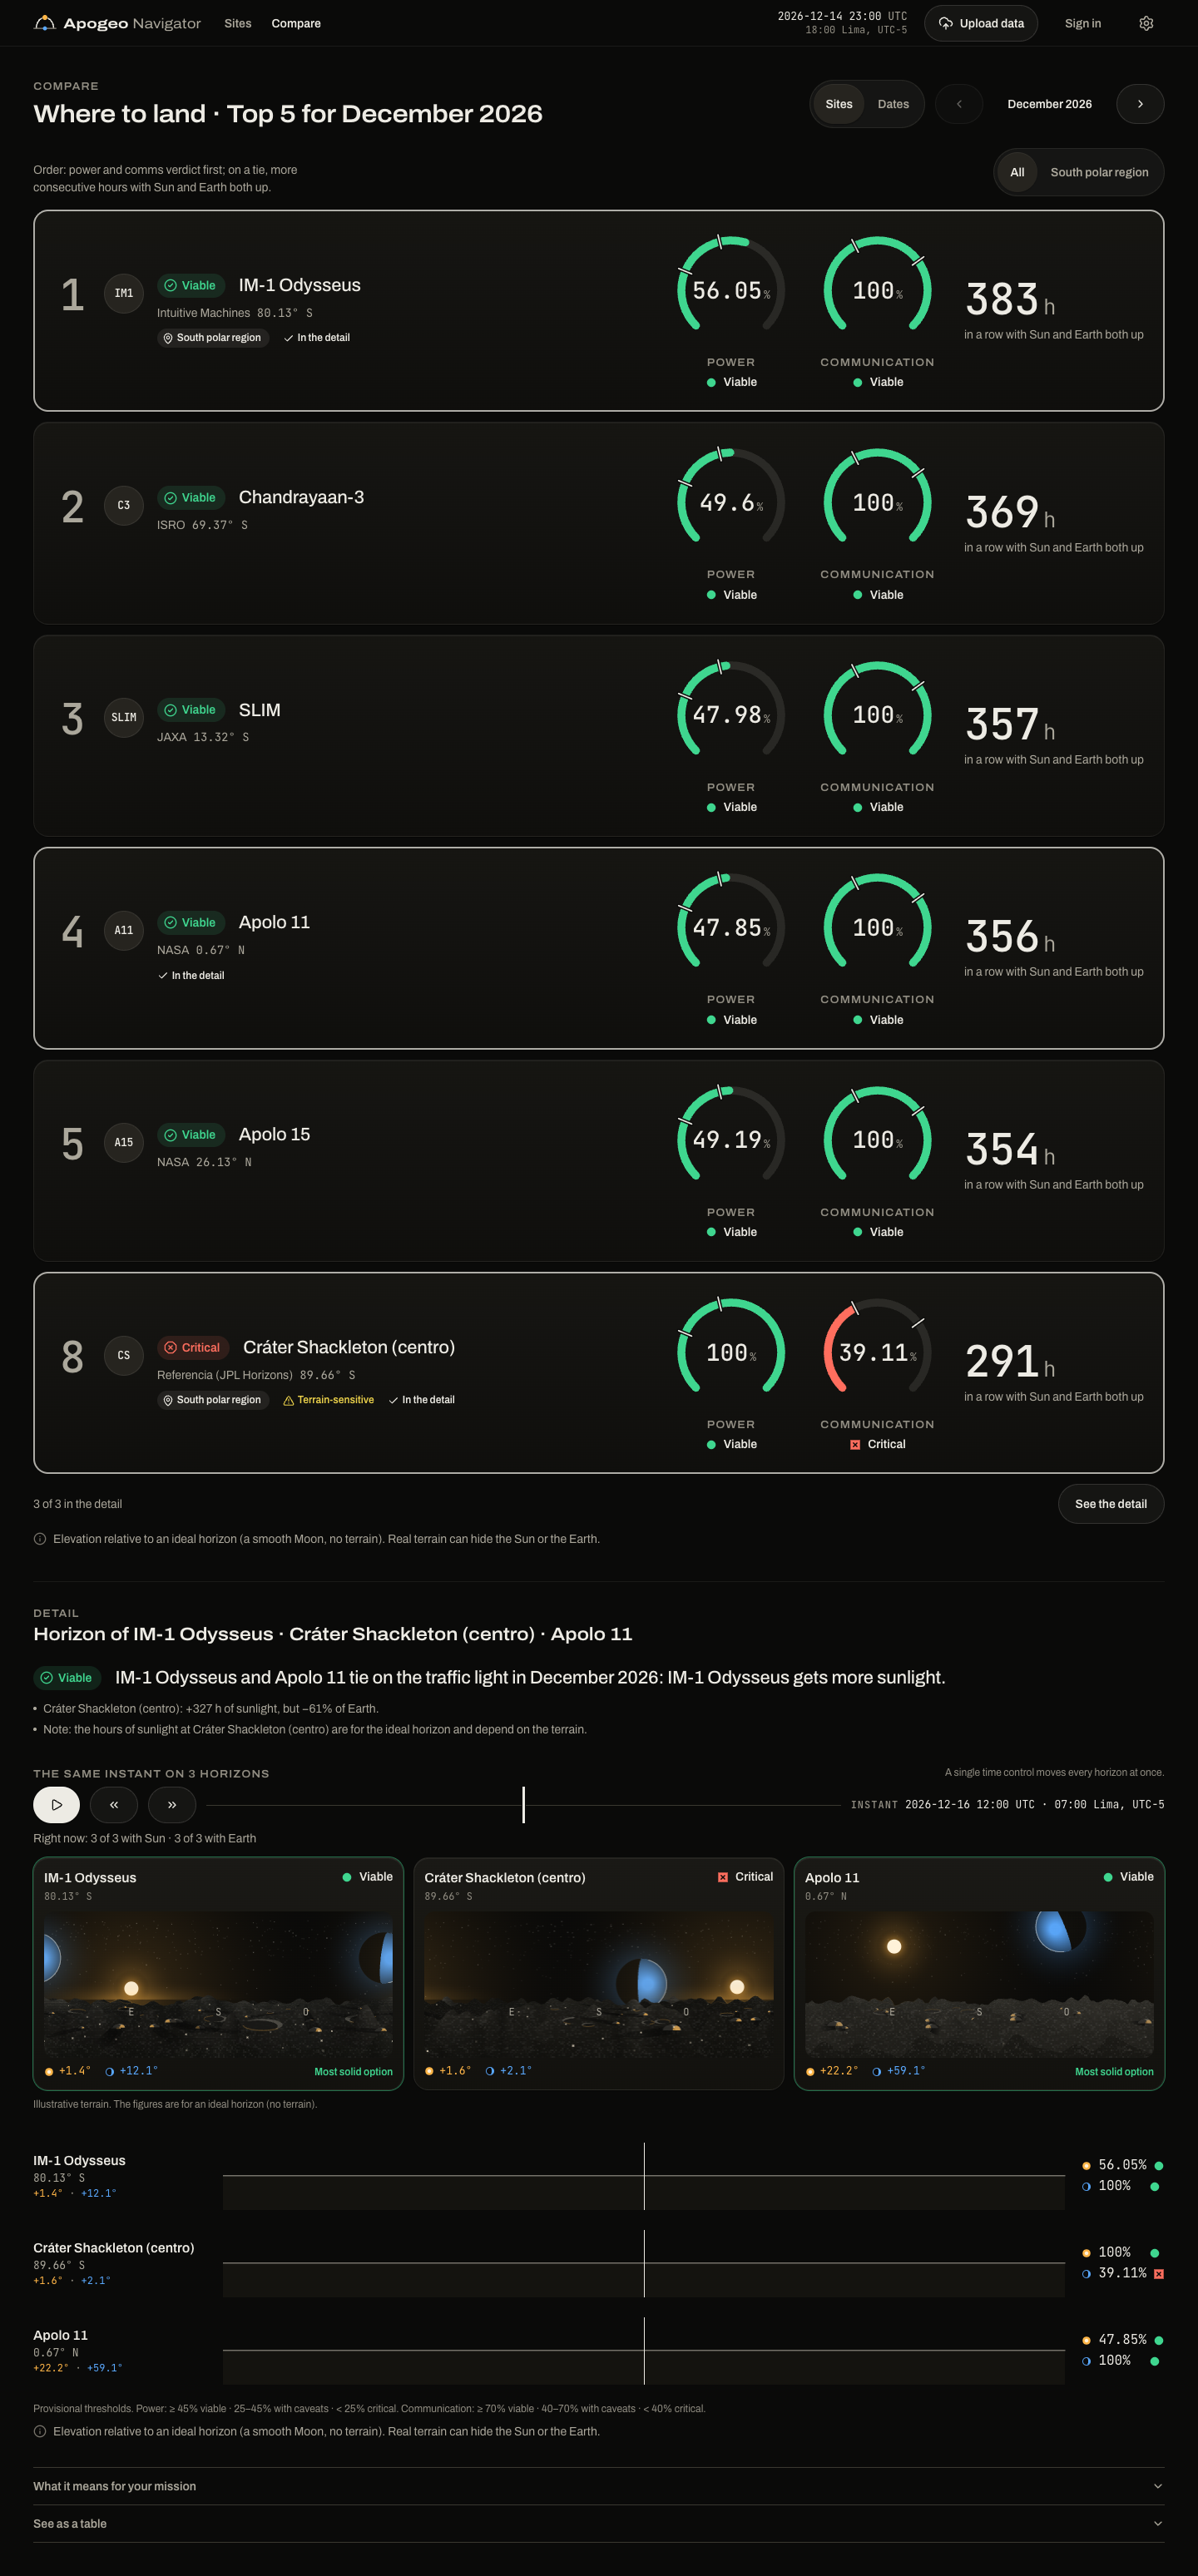 Apogeo Navigator Sites Compare
2026-12-14 23:00 UTC
18:00 Lima, UTC-5
Upload data
Sign in
COMPARE
Where to land · Top 5 for December 2026
Sites Dates
December 2026
Order: power and comms verdict first; on a tie, more
consecutive hours with Sun and Earth both up.
All South polar region
1
IM1
Viable
IM-1 Odysseus
Intuitive Machines 80.13° S
South polar region In the detail
56.05%
POWER
Viable
100%
COMMUNICATION
Viable
383 h
in a row with Sun and Earth both up
2
C3
Viable
Chandrayaan-3
ISRO 69.37° S
49.6%
POWER
Viable
100%
COMMUNICATION
Viable
369 h
in a row with Sun and Earth both up
3
SLIM
Viable
SLIM
JAXA 13.32° S
47.98%
POWER
Viable
100%
COMMUNICATION
Viable
357 h
in a row with Sun and Earth both up
4
A11
Viable
Apolo 11
NASA 0.67° N
In the detail
47.85%
POWER
Viable
100%
COMMUNICATION
Viable
356 h
in a row with Sun and Earth both up
5
A15
Viable
Apolo 15
NASA 26.13° N
49.19%
POWER
Viable
100%
COMMUNICATION
Viable
354 h
in a row with Sun and Earth both up
8
CS
Critical
Cráter Shackleton (centro)
Referencia (JPL Horizons) 89.66° S
South polar region Terrain-sensitive In the detail
100%
POWER
Viable
39.11%
COMMUNICATION
Critical
291 h
in a row with Sun and Earth both up
3 of 3 in the detail
See the detail
Elevation relative to an ideal horizon (a smooth Moon, no terrain). Real terrain can hide the Sun or the Earth.
DETAIL
Horizon of IM-1 Odysseus · Cráter Shackleton (centro) · Apolo 11
Viable
IM-1 Odysseus and Apolo 11 tie on the traffic light in December 2026: IM-1 Odysseus gets more sunlight.
• Cráter Shackleton (centro): +327 h of sunlight, but −61% of Earth.
• Note: the hours of sunlight at Cráter Shackleton (centro) are for the ideal horizon and depend on the terrain.
THE SAME INSTANT ON 3 HORIZONS
A single time control moves every horizon at once.
INSTANT 2026-12-16 12:00 UTC · 07:00 Lima, UTC-5
Right now: 3 of 3 with Sun · 3 of 3 with Earth
IM-1 Odysseus Viable
80.13° S
E S O
+1.4° +12.1° Most solid option
Cráter Shackleton (centro) Critical
89.66° S
E S O
+1.6° +2.1°
Apolo 11 Viable
0.67° N
E S O
+22.2° +59.1° Most solid option
Illustrative terrain. The figures are for an ideal horizon (no terrain).
IM-1 Odysseus
80.13° S
+1.4° · +12.1°
56.05%
100%
Cráter Shackleton (centro)
89.66° S
+1.6° · +2.1°
100%
39.11%
Apolo 11
0.67° N
+22.2° · +59.1°
47.85%
100%
Provisional thresholds. Power: ≥ 45% viable · 25–45% with caveats · < 25% critical. Communication: ≥ 70% viable · 40–70% with caveats · < 40% critical.
Elevation relative to an ideal horizon (a smooth Moon, no terrain). Real terrain can hide the Sun or the Earth.
What it means for your mission
See as a table